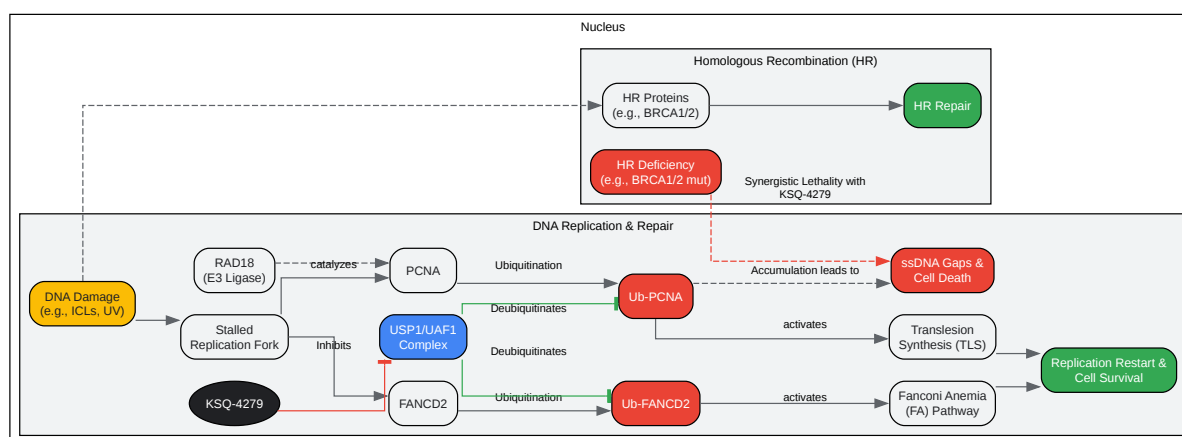 Nucleus
Homologous Recombination (HR)
HR Proteins
(e.g., BRCA1/2)
HR Repair
HR Deficiency
(e.g., BRCA1/2 mut)
Synergistic Lethality with
KSQ-4279
DNA Replication & Repair
RAD18
(E3 Ligase)
catalyzes
PCNA
Ubiquitination
Accumulation leads to
ssDNA Gaps &
Cell Death
DNA Damage
(e.g., ICLs, UV)
Ub-PCNA
Deubiquitinates
Stalled
Replication Fork
Inhibits
USP1/UAF1
Complex
activates
Translesion
Synthesis (TLS)
Deubiquitinates
Replication Restart &
Cell Survival
KSQ-4279
FANCD2
Ubiquitination
Ub-FANCD2
activates
Fanconi Anemia
(FA) Pathway